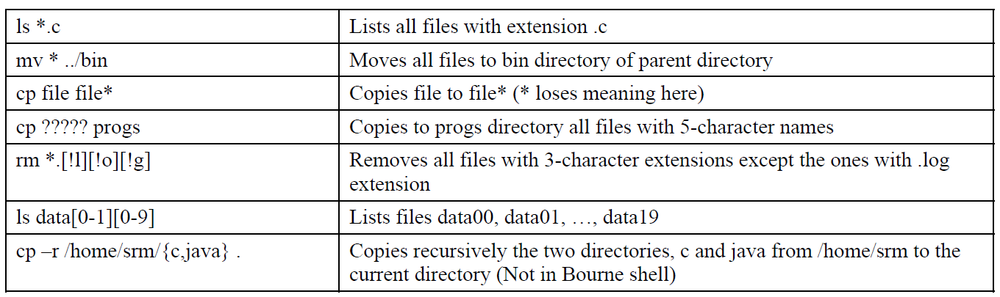 ls *.c Lists all files with extension .c
mv * ../bin Moves all files to bin directory of parent directory
cp file file* Copies file to file* (* loses meaning here)
cp ????? progs Copies to progs directory all files with 5-character names
rm *.[!l][!o][!g] Removes all files with 3-character extensions except the ones with .log
extension
ls data[0-1][0-9] Lists files data00, data01, …, data19
cp –r /home/srm/{c,java} . Copies recursively the two directories, c and java from /home/srm to the
current directory (Not in Bourne shell)